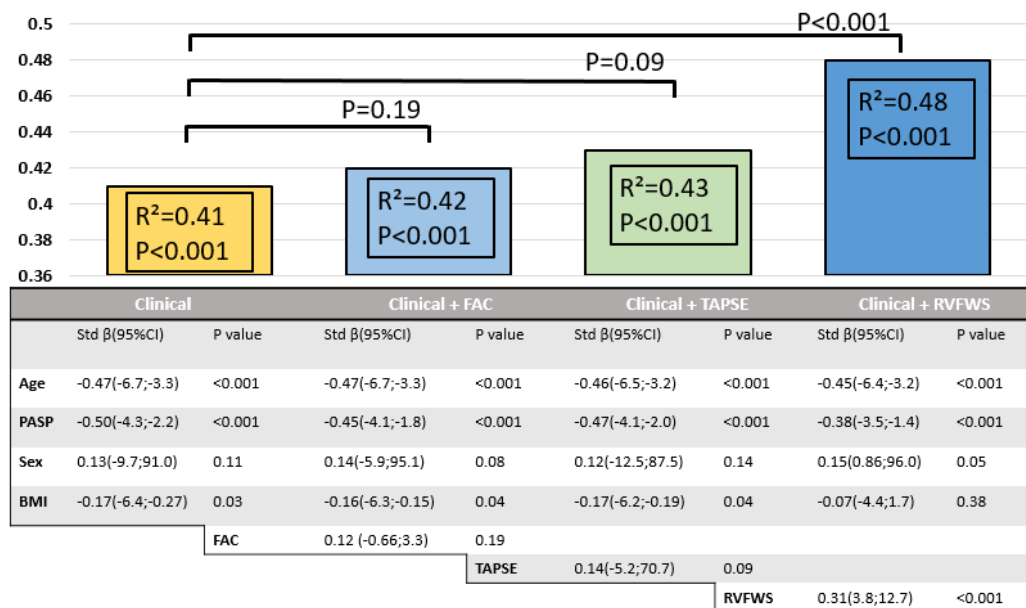 0.5
0.48
0.46
0.44
0.42
0.4
0.38
0.36
P<0.001
P=0.09
P=0.19
R²=0.41
P<0.001
R²=0.42
P<0.001
R²=0.43
P<0.001
R²=0.48
P<0.001
Clinical Clinical + FAC Clinical + TAPSE Clinical + RVFWS
Std β(95%CI) P value Std β(95%CI) P value Std β(95%CI) P value Std β(95%CI) P value
Age -0.47(-6.7;-3.3) <0.001 -0.47(-6.7;-3.3) <0.001 -0.46(-6.5;-3.2) <0.001 -0.45(-6.4;-3.2) <0.001
PASP -0.50(-4.3;-2.2) <0.001 -0.45(-4.1;-1.8) <0.001 -0.47(-4.1;-2.0) <0.001 -0.38(-3.5;-1.4) <0.001
Sex 0.13(-9.7;91.0) 0.11 0.14(-5.9;95.1) 0.08 0.12(-12.5;87.5) 0.14 0.15(0.86;96.0) 0.05
BMI -0.17(-6.4;-0.27) 0.03 -0.16(-6.3;-0.15) 0.04 -0.17(-6.2;-0.19) 0.04 -0.07(-4.4;1.7) 0.38
FAC 0.12 (-0.66;3.3) 0.19
TAPSE 0.14(-5.2;70.7) 0.09
RVFWS 0.31(3.8;12.7) <0.001